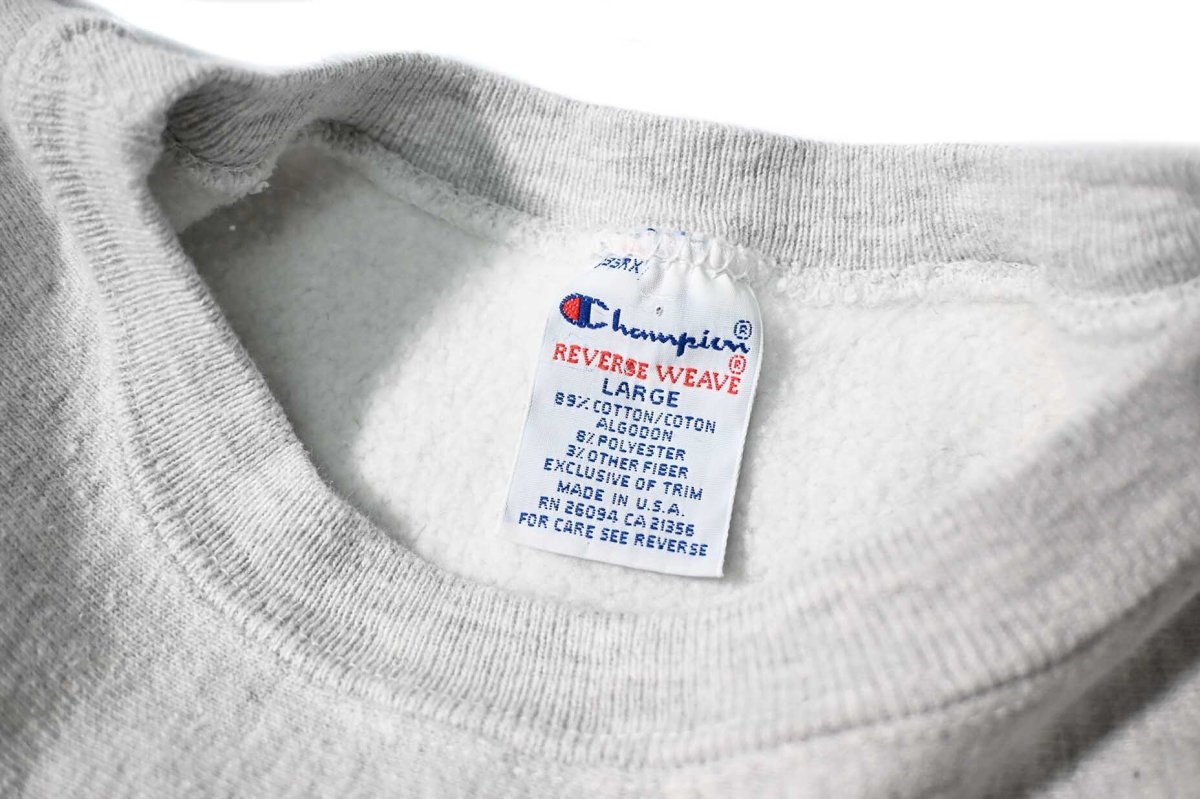 Champion®
REVERSE WEAVE®
LARGE
89% COTTON/COTON
ALGODON
8% POLYESTER
3% OTHER FIBER
EXCLUSIVE OF TRIM
MADE IN U.S.A.
RN 26094 CA 21356
FOR CARE SEE REVERSE